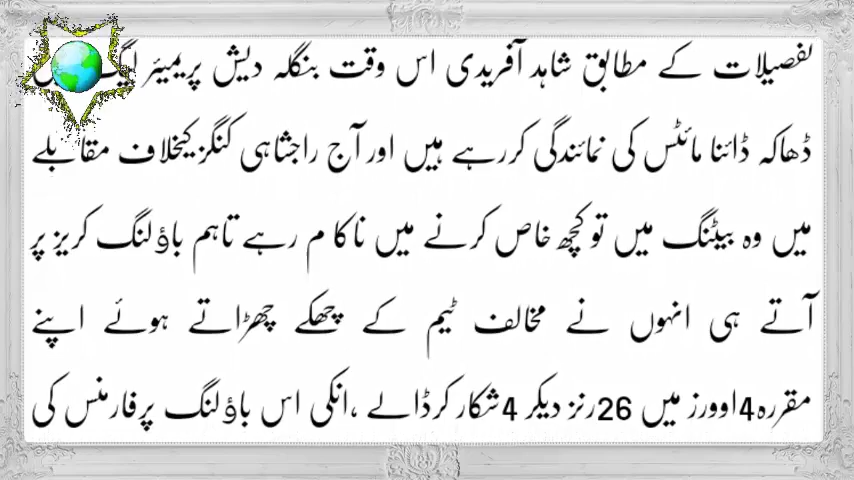 تفصیلات کے مطابق شاہد آفریدی اس وقت بنگلہ دیش پریمیئر
ڈھاکہ ڈائنا مائٹس کی نمائندگی کررہے ہیں اور آج راجشاہی کنگز کیخلاف مقابلے
میں وہ بیٹنگ میں تو کچھ خاص کرنے میں ناکا م رہے تاہم باؤلنگ کریز پر
آتے ہی انہوں نے مخالف ٹیم کے چھکے چھڑاتے ہوئے اپنے
مقررہ 4 اوورز میں 26 رنز دیکر 4 شکار کرڈالے ،انکی اس باؤلنگ پرفارمنس کی